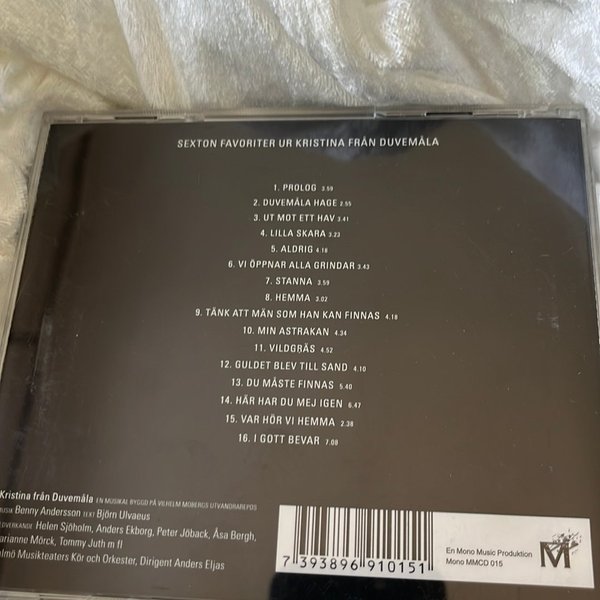 SEXTON FAVORITER UR KRISTINA FRÅN DUVEMÅLA
1. PROLOG 3.59
2. DUVEMÅLA HAGE 2.55
3. UT MOT ETT HAV 3.41
4. LILLA SKARA 3.23
5. ALDRIG 4.18
6. VI ÖPPNAR ALLA GRINDAR 3.43
7. STANNA 3.59
8. HEMMA 3.02
9. TÄNK ATT MÄN SOM HAN KAN FINNAS 4.18
10. MIN ASTRAKAN 4.34
11. VILDGRÄS 4.52
12. GULDET BLEV TILL SAND 4.10
13. DU MÅSTE FINNAS 5.40
14. HÄR HAR DU MEJ IGEN 6.47
15. VAR HÖR VI HEMMA 2.38
16. I GOTT BEVAR 7.08
Kristina från Duvemåla EN MUSIKAL BYGGD PÅ VILHELM MOBERGS UTVANDRAREPOS
MUSIK Benny Andersson TEXT Björn Ulvaeus
MEDVERKANDE Helen Sjöholm, Anders Ekborg, Peter Jöback, Åsa Bergh,
Marianne Mörck, Tommy Juth m fl
Malmö Musikteaters Kör och Orkester, Dirigent Anders Eljas
7 393896 910151
En Mono Music Produktion
Mono MMCD 015
M